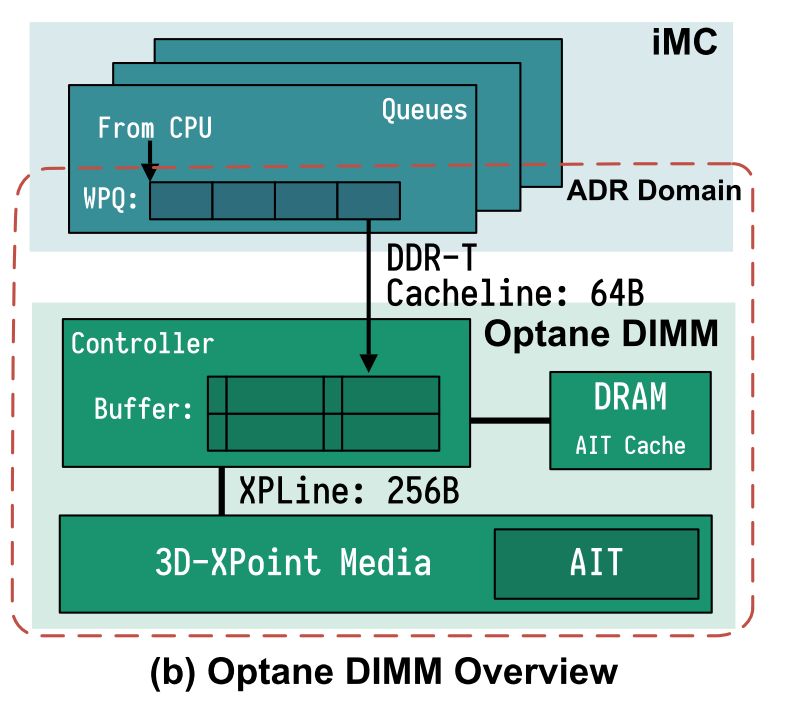 iMC
Queues
From CPU
ADR Domain
WPQ:
DDR-T
Cacheline: 64B
Optane DIMM
Controller
Buffer:
DRAM
AIT Cache
XPLine: 256B
3D-XPoint Media
AIT
(b) Optane DIMM Overview